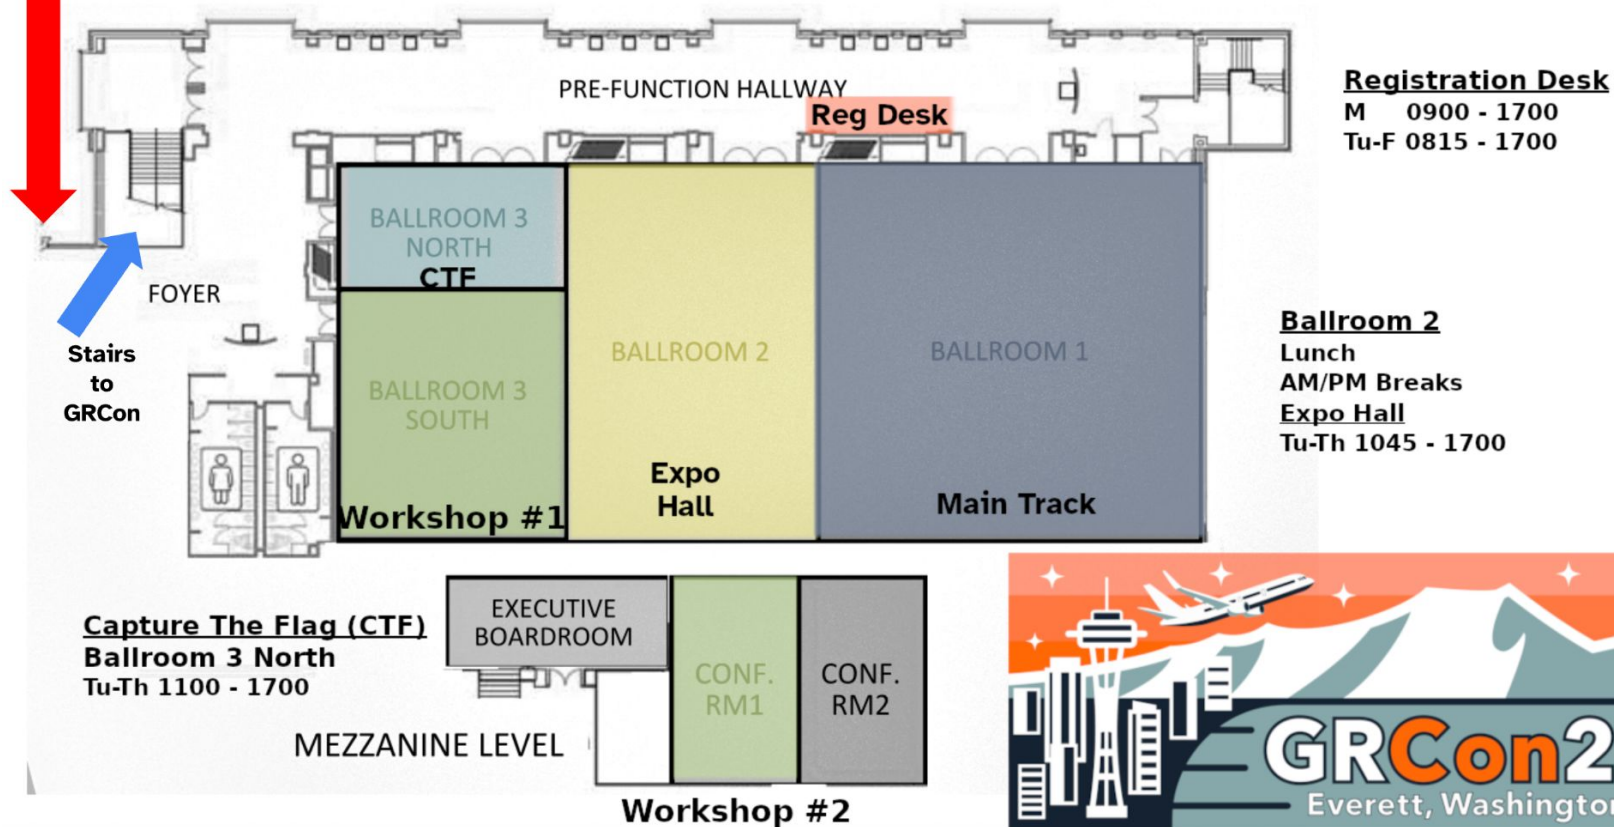 PRE-FUNCTION HALLWAY
Reg Desk
Registration Desk
M 0900 - 1700
Tu-F 0815 - 1700
BALLROOM 3
NORTH
CTF
FOYER
Stairs
to
GRCon
BALLROOM 3
SOUTH
Workshop #1
BALLROOM 2
Expo
Hall
BALLROOM 1
Main Track
Ballroom 2
Lunch
AM/PM Breaks
Expo Hall
Tu-Th 1045 - 1700
Capture The Flag (CTF)
Ballroom 3 North
Tu-Th 1100 - 1700
EXECUTIVE
BOARDROOM
CONF.
RM1
CONF.
RM2
MEZZANINE LEVEL
Workshop #2
GRCon2
Everett, Washington